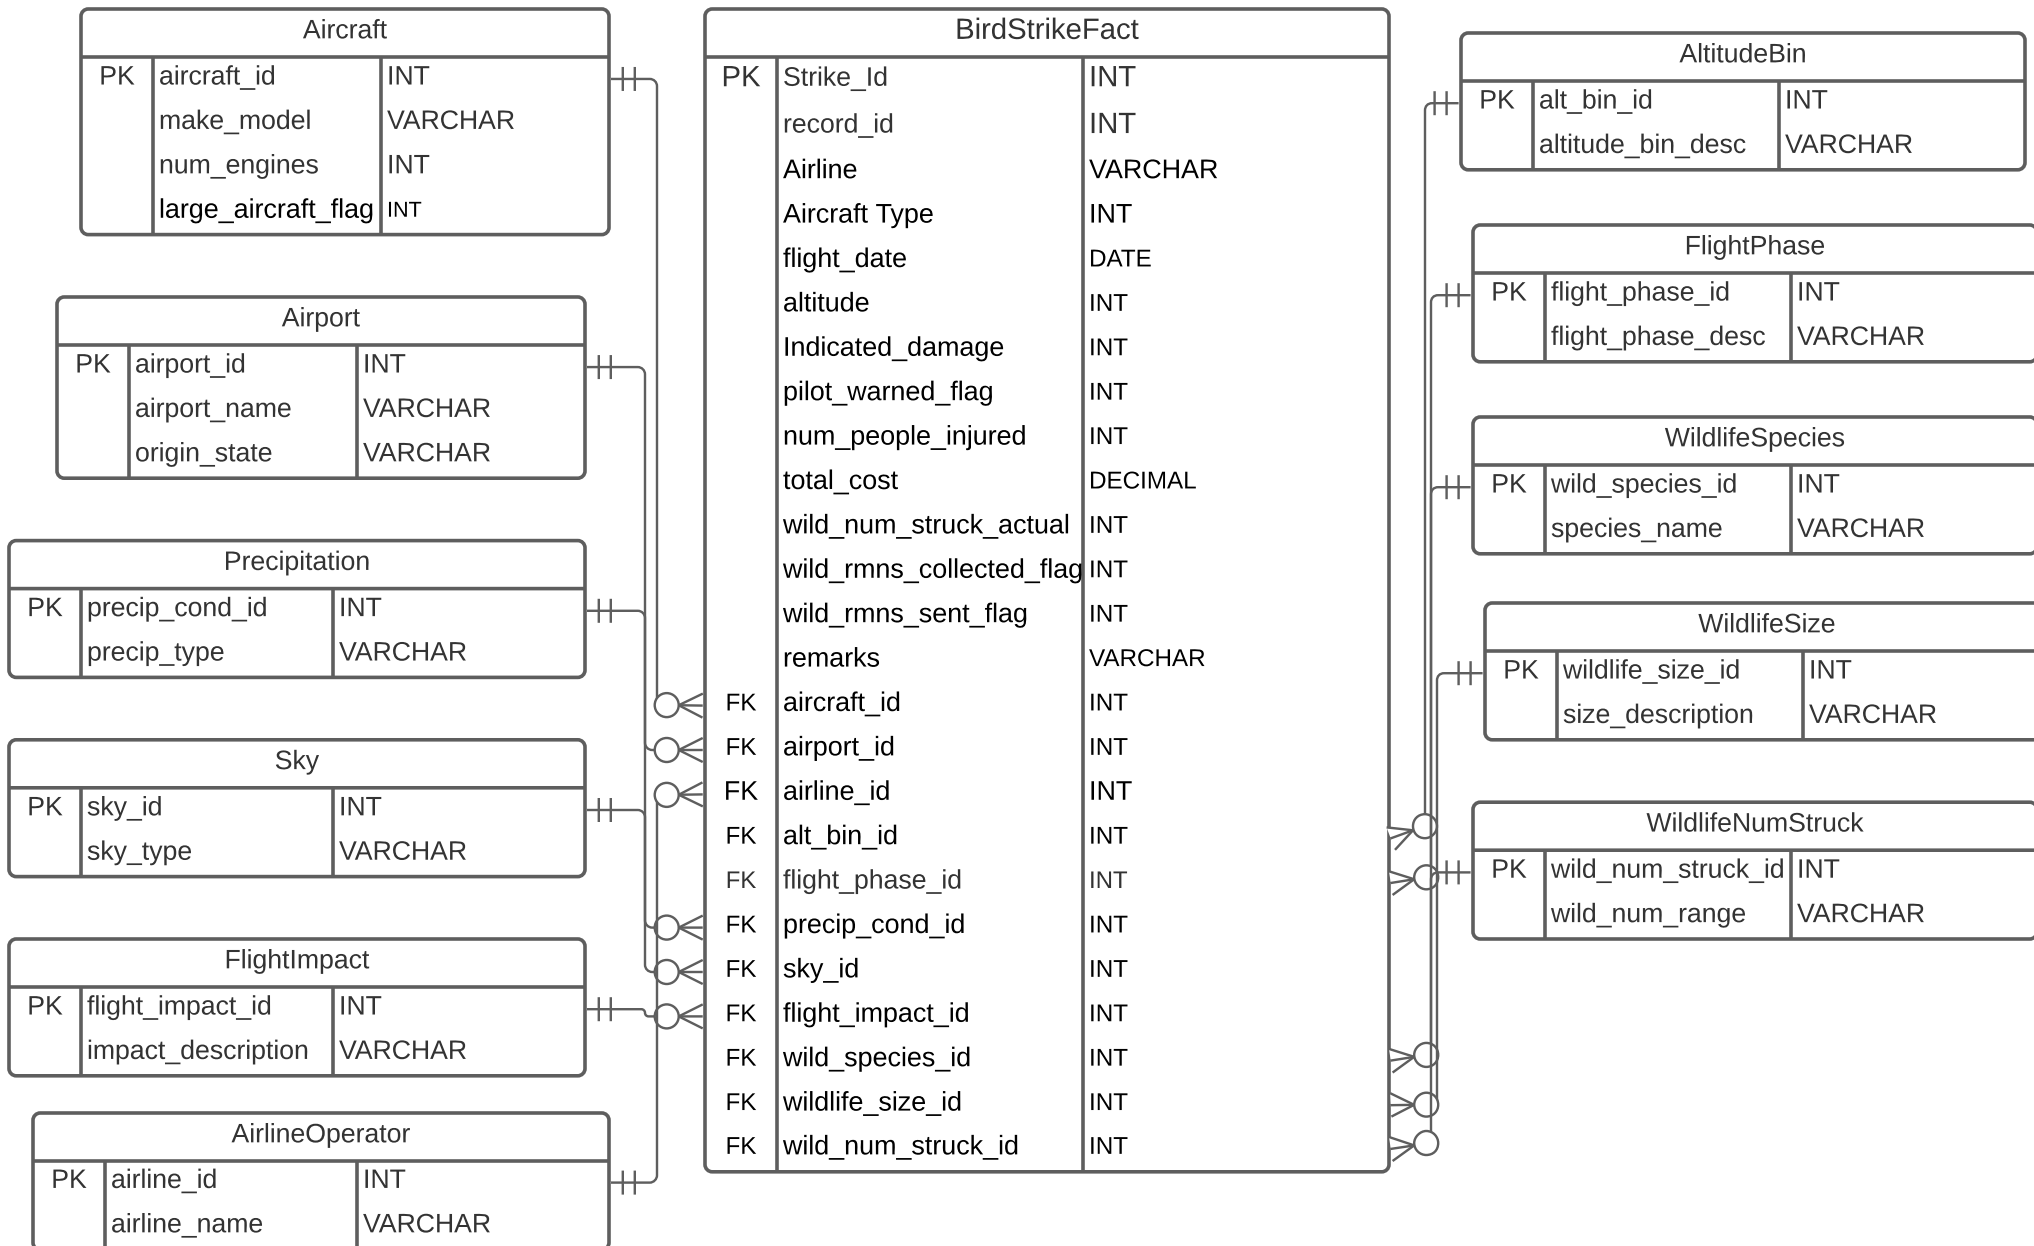 Aircraft
PK aircraft_id INT
make_model VARCHAR
num_engines INT
large_aircraft_flag INT
Airport
PK airport_id INT
airport_name VARCHAR
origin_state VARCHAR
Precipitation
PK precip_cond_id INT
precip_type VARCHAR
Sky
PK sky_id INT
sky_type VARCHAR
FlightImpact
PK flight_impact_id INT
impact_description VARCHAR
AirlineOperator
PK airline_id INT
airline_name VARCHAR
BirdStrikeFact
PK Strike_Id INT
record_id INT
Airline VARCHAR
Aircraft Type INT
flight_date DATE
altitude INT
Indicated_damage INT
pilot_warned_flag INT
num_people_injured INT
total_cost DECIMAL
wild_num_struck_actual INT
wild_rmns_collected_flag INT
wild_rmns_sent_flag INT
remarks VARCHAR
FK aircraft_id INT
FK airport_id INT
FK airline_id INT
FK alt_bin_id INT
FK flight_phase_id INT
FK precip_cond_id INT
FK sky_id INT
FK flight_impact_id INT
FK wild_species_id INT
FK wildlife_size_id INT
FK wild_num_struck_id INT
AltitudeBin
PK alt_bin_id INT
altitude_bin_desc VARCHAR
FlightPhase
PK flight_phase_id INT
flight_phase_desc VARCHAR
WildlifeSpecies
PK wild_species_id INT
species_name VARCHAR
WildlifeSize
PK wildlife_size_id INT
size_description VARCHAR
WildlifeNumStruck
PK wild_num_struck_id INT
wild_num_range VARCHAR